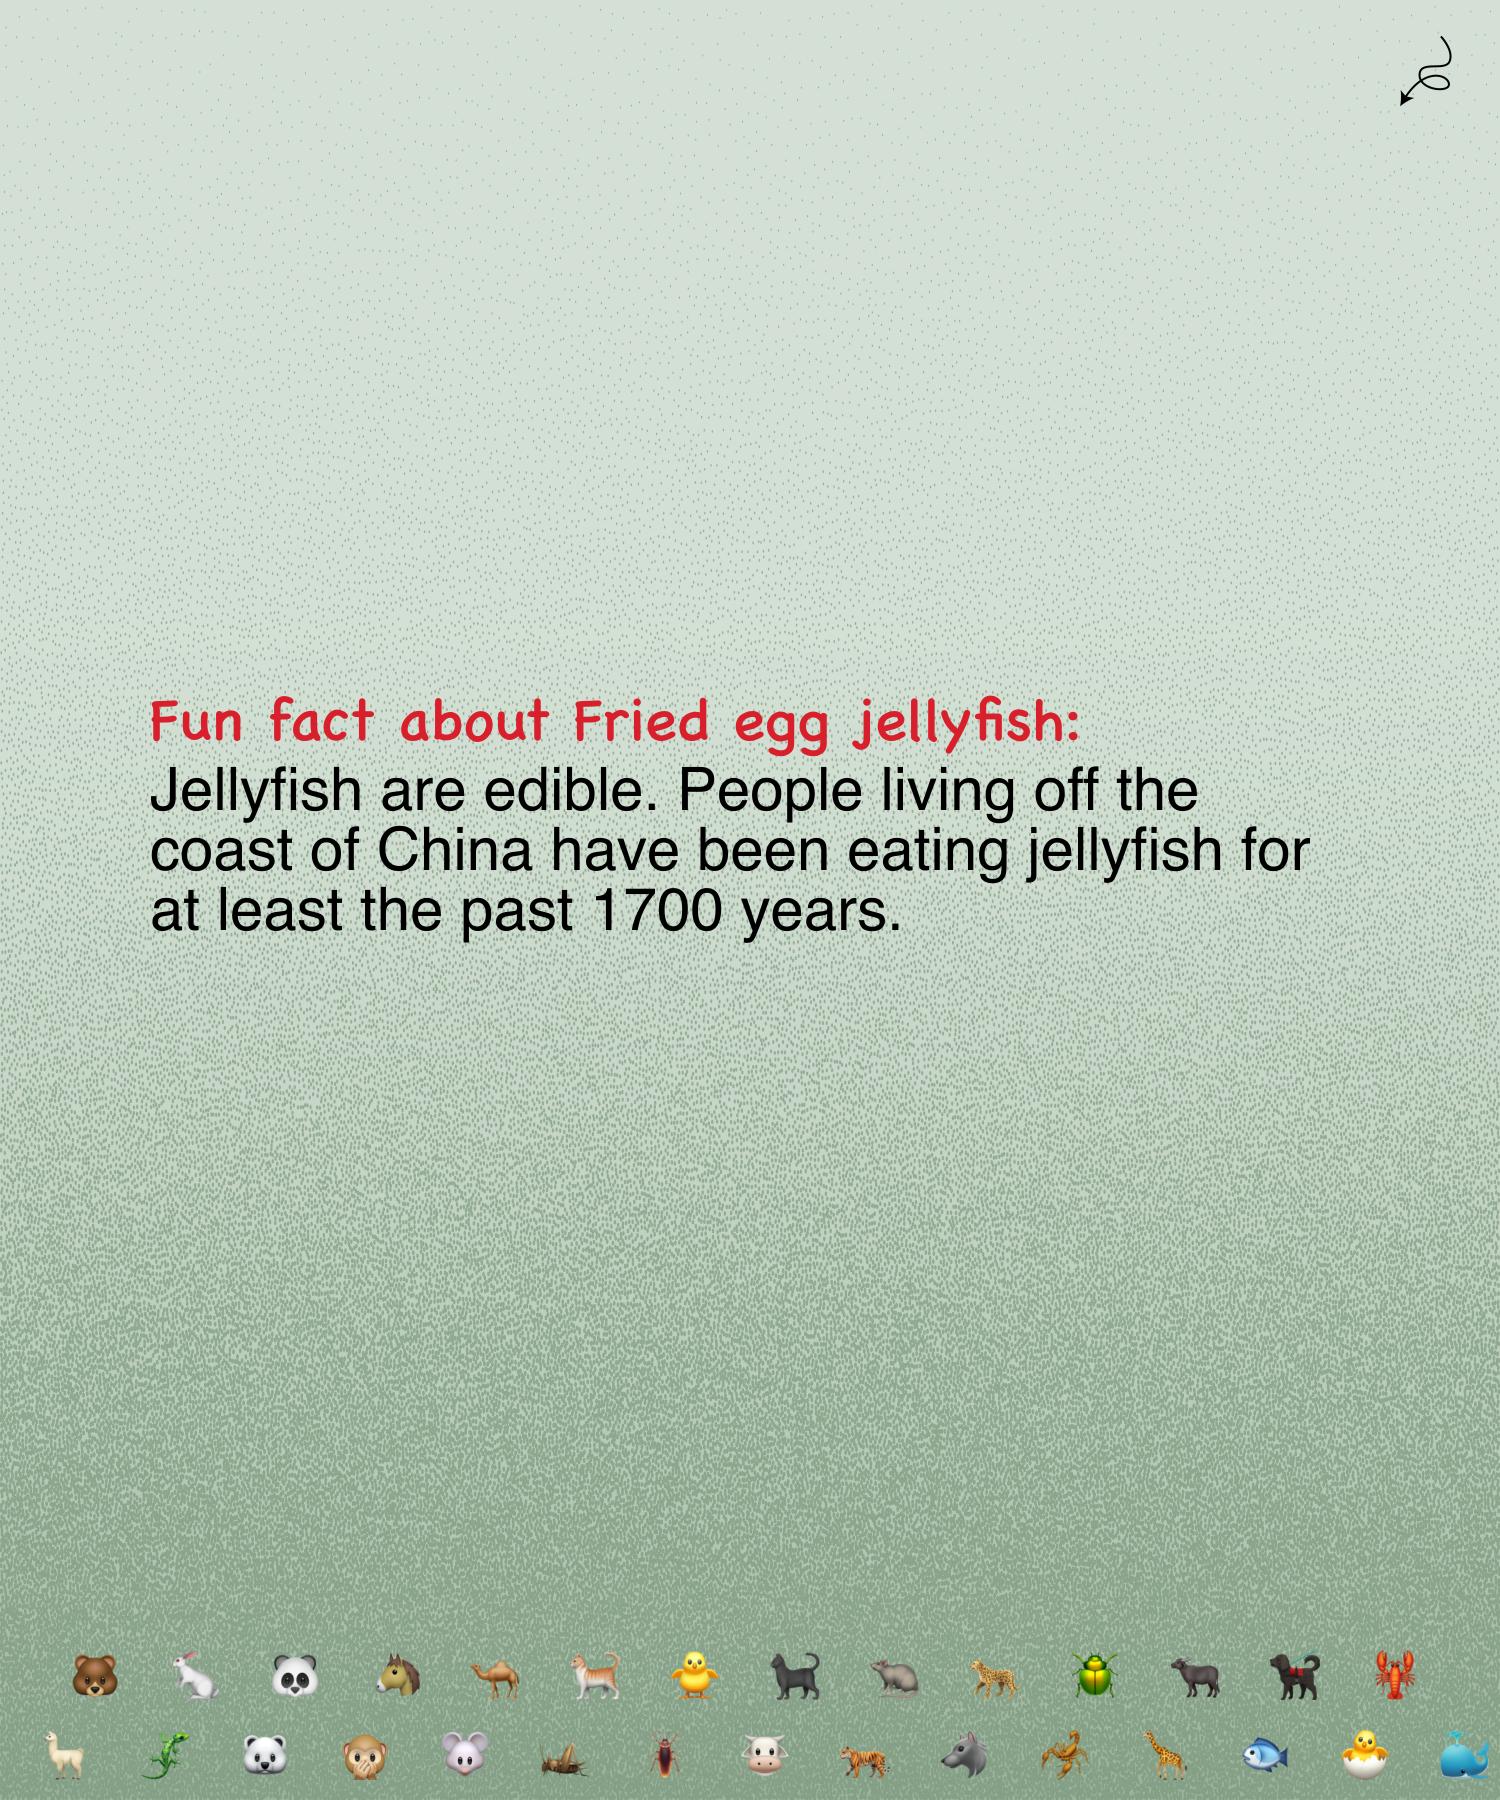 Fun fact about Fried egg jellyfish:
Jellyfish are edible. People living off the
coast of China have been eating jellyfish for
at least the past 1700 years.